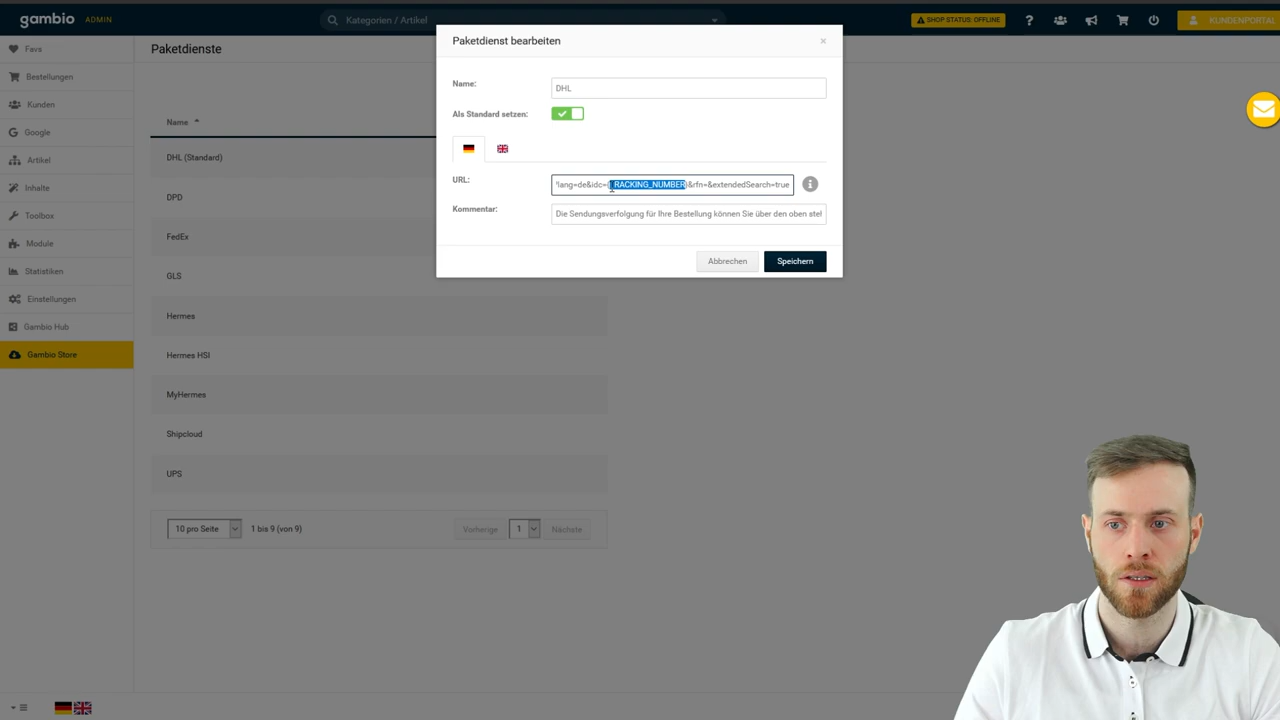 gambio ADMIN
Kategorien / Artikel
SHOP STATUS: OFFLINE
?
KUNDENPORTAL
Favs
Bestellungen
Kunden
Google
Artikel
Inhalte
Toolbox
Module
Statistiken
Einstellungen
Gambio Hub
Gambio Store
Paketdienste
Name
DHL (Standard)
DPD
FedEx
GLS
Hermes
Hermes HSI
MyHermes
Shipcloud
UPS
10 pro Seite
1 bis 9 (von 9)
Vorherige
1
Nächste
Paketdienst bearbeiten
×
Name:
DHL
Als Standard setzen:
URL:
?lang=de&idc={TRACKING_NUMBER}&rfn=&extendedSearch=true
Kommentar:
Die Sendungsverfolgung für Ihre Bestellung können Sie über den oben stel
Abbrechen
Speichern